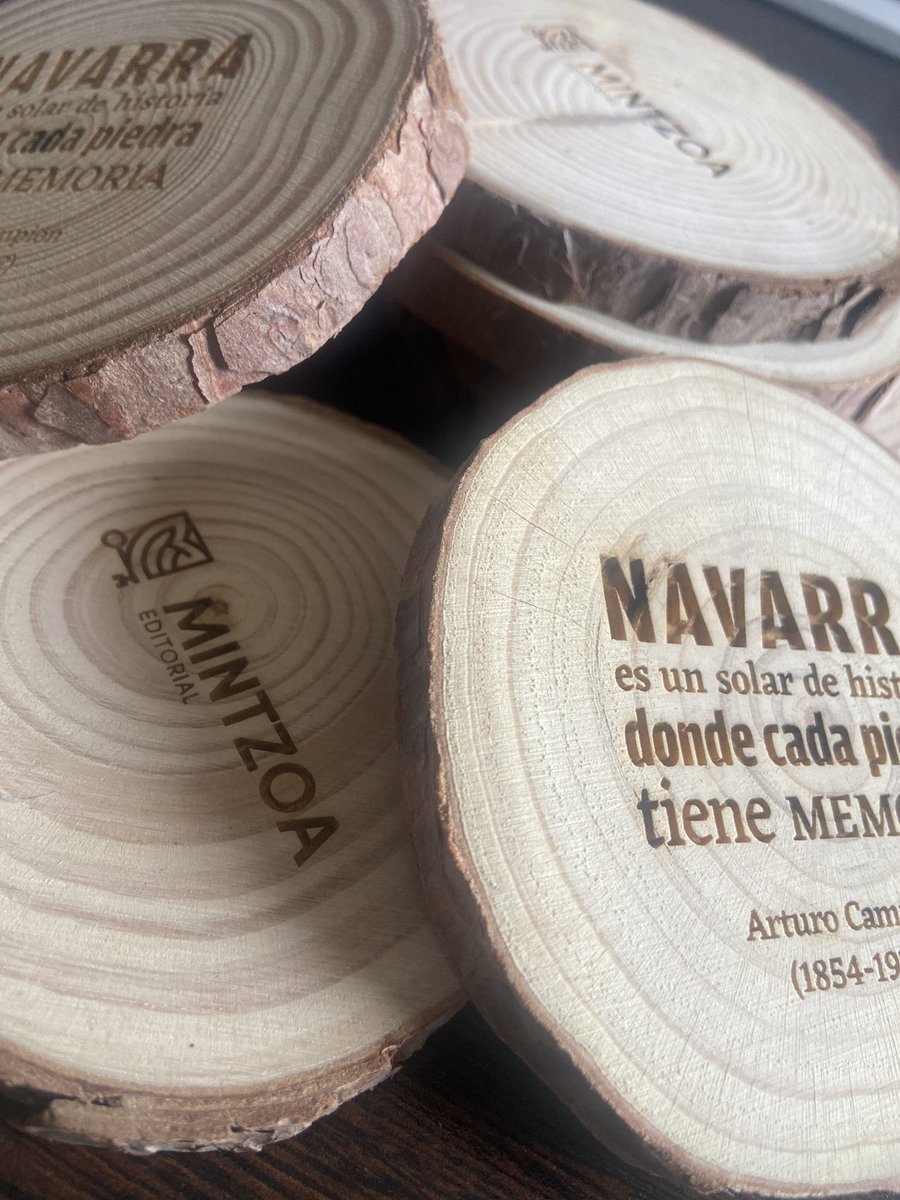 NAVARRA
solar de historia
cada piedra
MEMORIA
MINTZOA
MINTZOA
EDITORIAL
NAVARR
es un solar de hist
donde cada pie
tiene MEMO
Arturo Cam
(1854-19